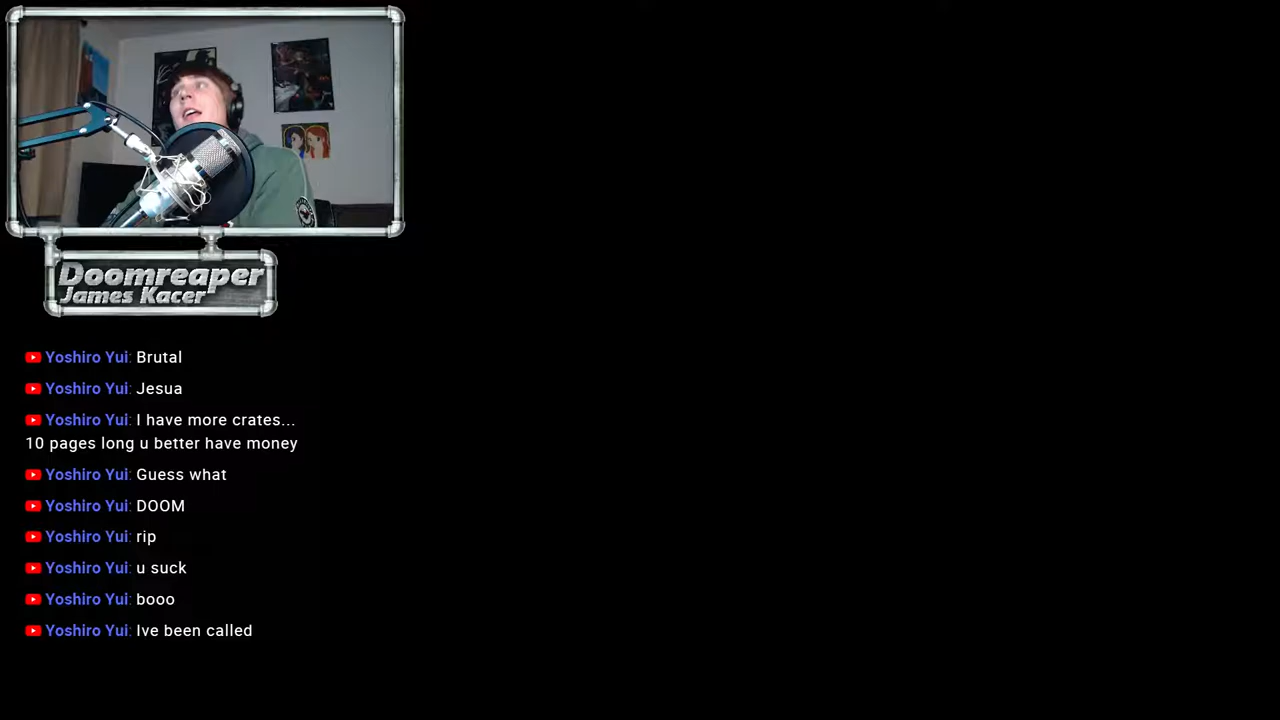 Doomreaper
James Kacer
Yoshiro Yui: Brutal
Yoshiro Yui: Jesua
Yoshiro Yui: I have more crates...
10 pages long u better have money
Yoshiro Yui: Guess what
Yoshiro Yui: DOOM
Yoshiro Yui: rip
Yoshiro Yui: u suck
Yoshiro Yui: booo
Yoshiro Yui: Ive been called